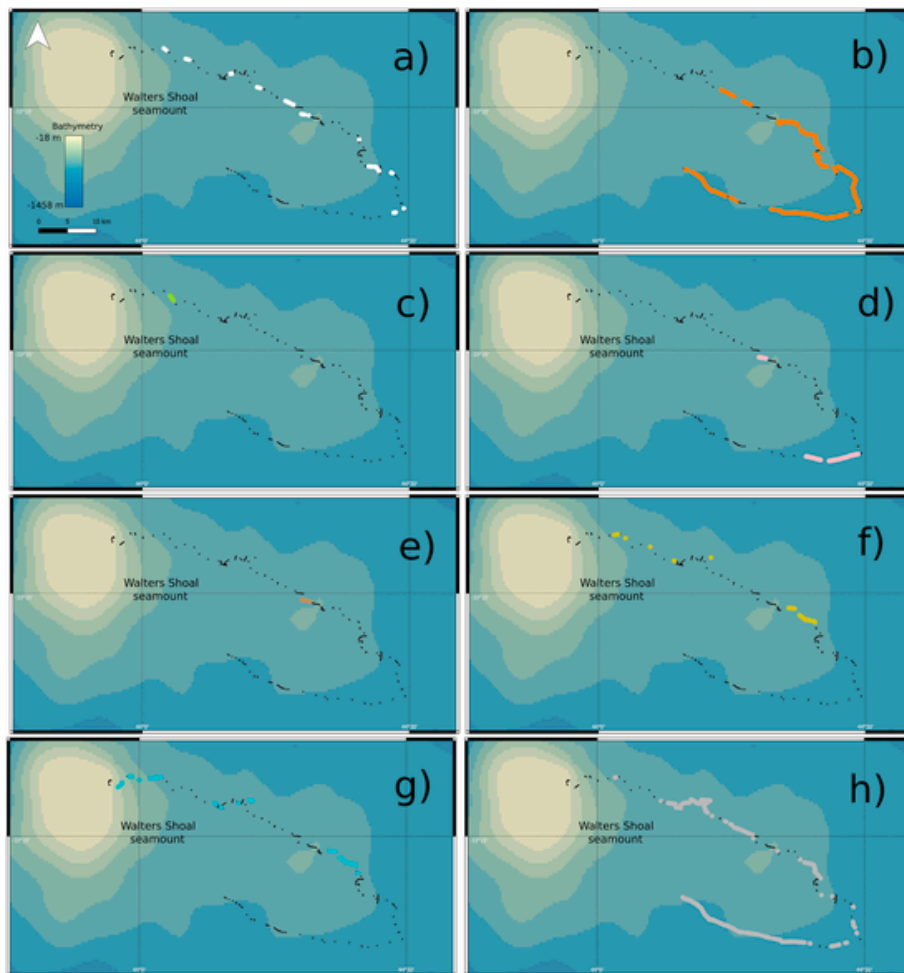 a)
Walters Shoal
seamount
Bathymetry
-18 m
-1458 m
0 5 10 km
b)
c)
Walters Shoal
seamount
d)
Walters Shoal
seamount
e)
Walters Shoal
seamount
f)
Walters Shoal
seamount
g)
Walters Shoal
seamount
h)
Walters Shoal
seamount